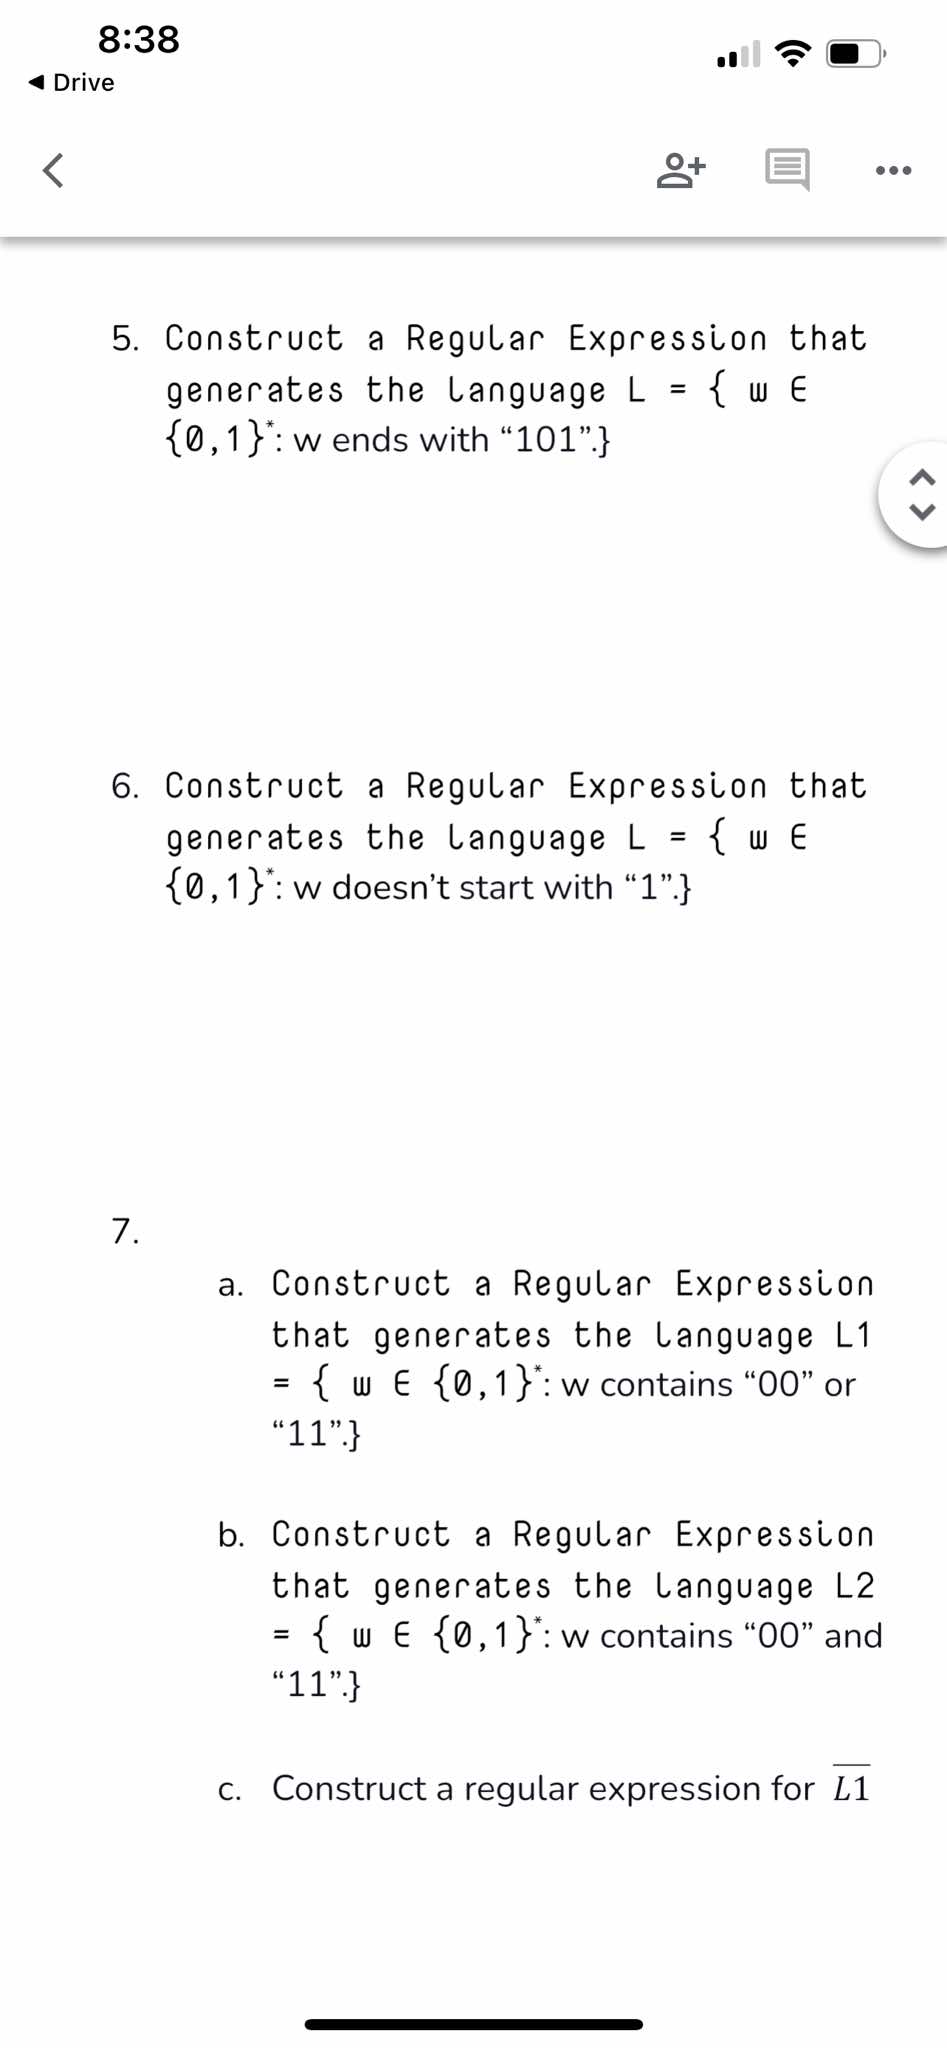 8:38
◀ Drive
5. Construct a Regular Expression that
generates the language L = { w ∈
{0,1}*: w ends with “101”.}
6. Construct a Regular Expression that
generates the language L = { w ∈
{0,1}*: w doesn’t start with “1”.}
7.
a. Construct a Regular Expression
that generates the language L1
= { w ∈ {0,1}*: w contains “00” or
“11”.}
b. Construct a Regular Expression
that generates the language L2
= { w ∈ {0,1}*: w contains “00” and
“11”.}
c. Construct a regular expression for L̅1̅